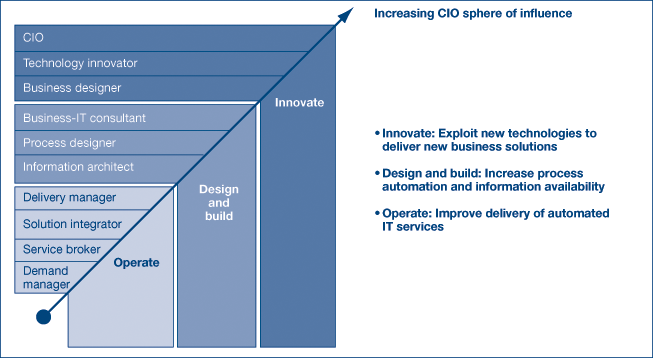 Increasing CIO sphere of influence
CIO
Technology innovator
Business designer
Innovate
Business-IT consultant
Process designer
Information architect
Design
and
build
Delivery manager
Solution integrator
Service broker
Demand
manager
Operate
• Innovate: Exploit new technologies to
deliver new business solutions
• Design and build: Increase process
automation and information availability
• Operate: Improve delivery of automated
IT services